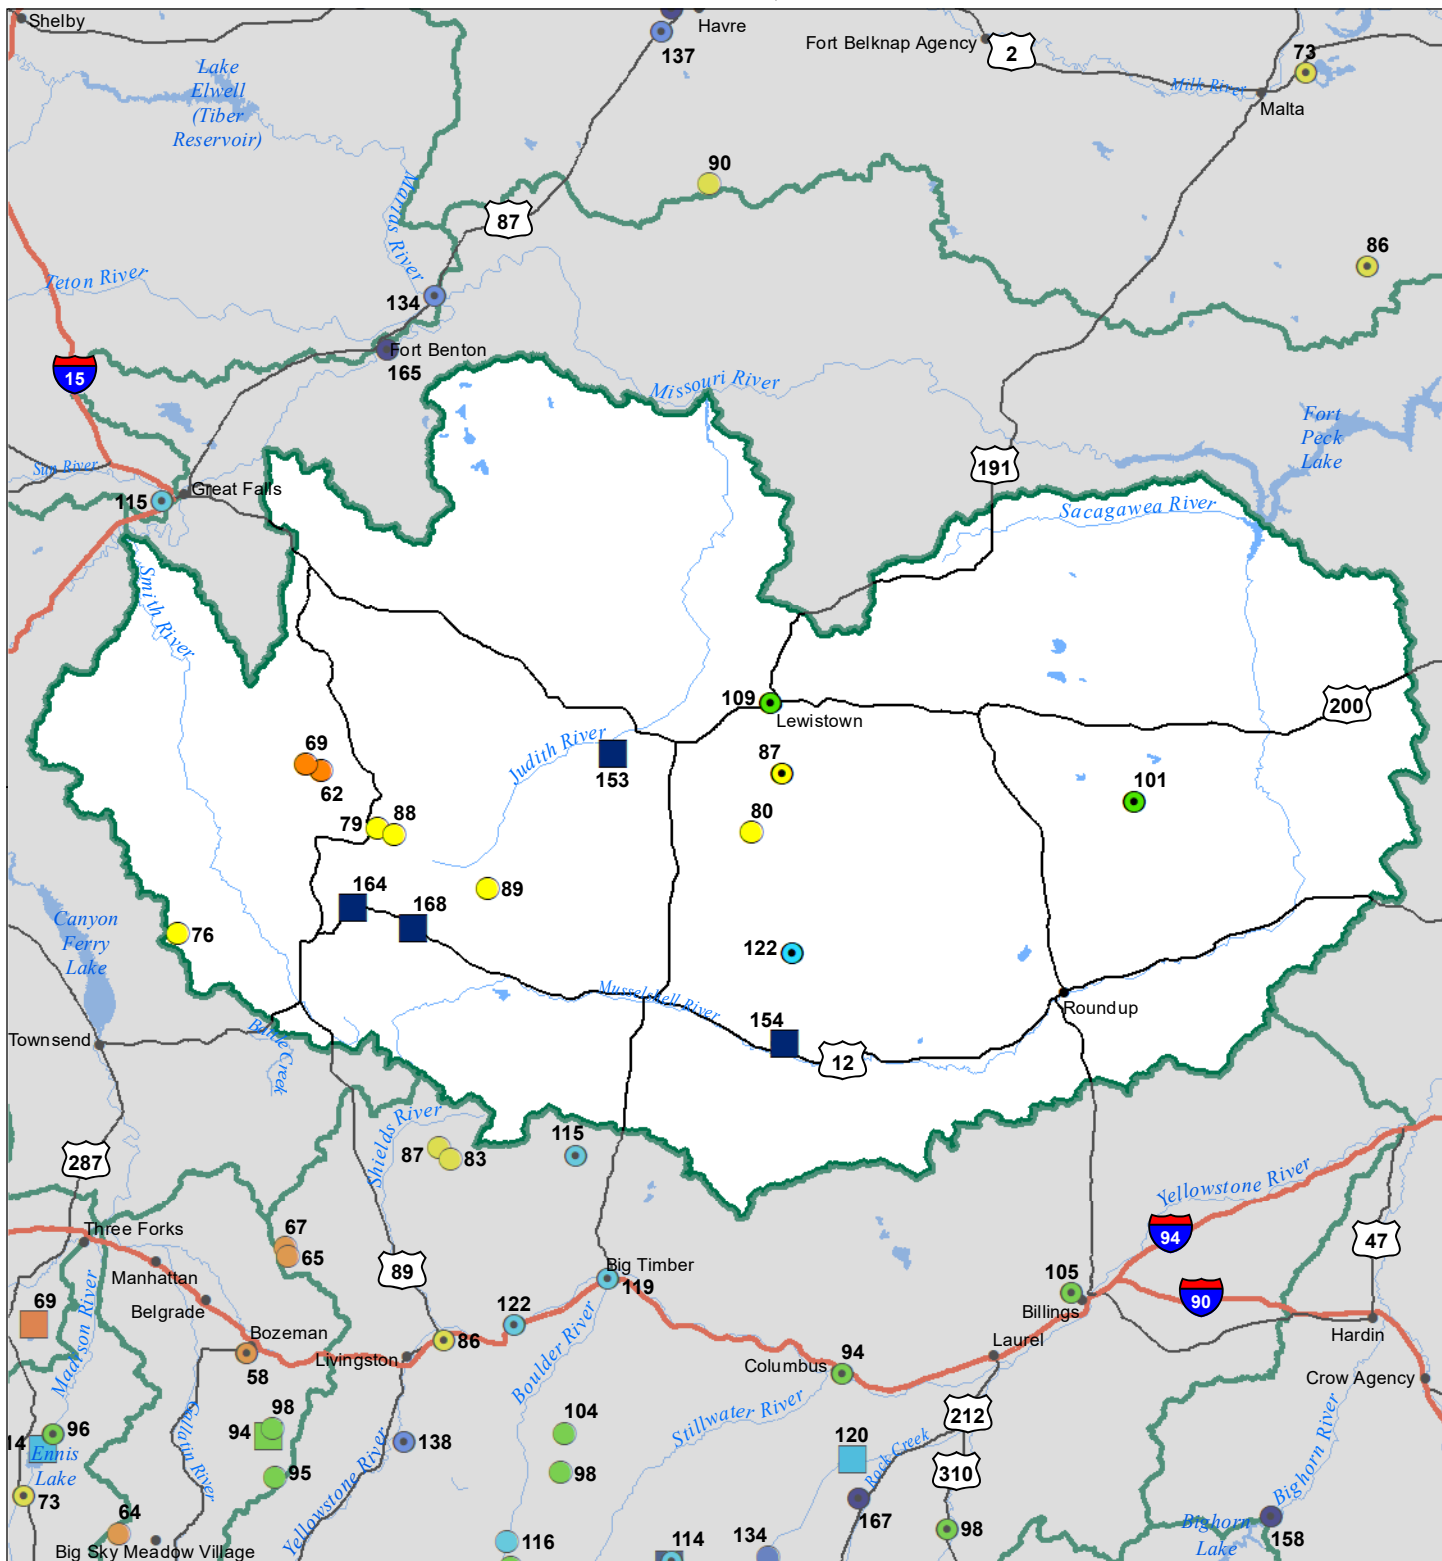 Shelby
Havre
137
Fort Belknap Agency
2
73
Milk River
Malta
Lake
Elwell
(Tiber
Reservoir)
90
Marias River
87
86
Teton River
134
Fort Benton
165
15
Missouri River
Fort
Peck
Lake
191
Sun River
Great Falls
115
Sacagawea River
Smith River
109
Lewistown
200
Judith River
69
62
153
87
101
79
88
80
164
168
89
76
Canyon
Ferry
Lake
122
Musselshell River
Roundup
154
12
Townsend
Battle Creek
Shields River
115
87
83
287
Yellowstone River
94
47
Three Forks
67
65
Manhattan
Belgrade
89
Big Timber
119
105
Billings
90
Hardin
69
Madison River
Bozeman
58
Livingston
86
122
Boulder River
Columbus
94
Laurel
Crow Agency
Stillwater River
212
98
94
96
14
Ennis
Lake
Gallatin River
138
104
120
Rock Creek
310
Bighorn River
95
98
73
64
Yellowstone River
167
Big Sky Meadow Village
116
114
134
98
Bighorn
Lake
158